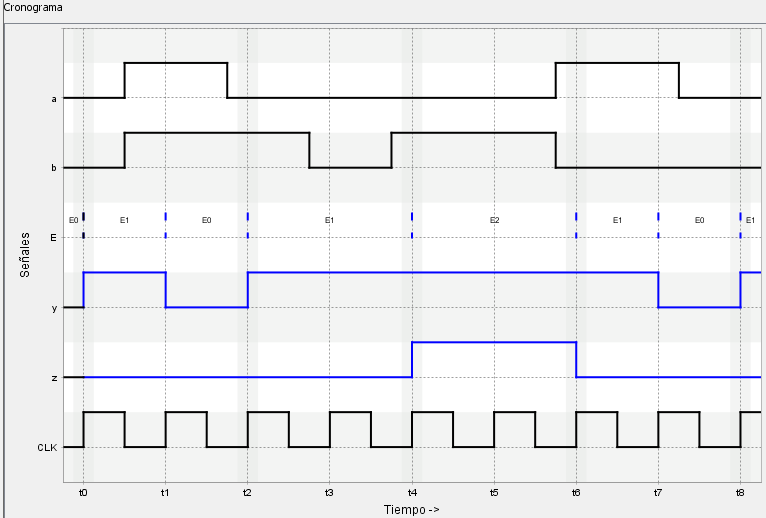 Cronograma
a
b
E0 E1 E0 E1 E2 E1 E0 E1
E
Señales
y
z
CLK
t0 t1 t2 t3 t4 t5 t6 t7 t8
Tiempo ->